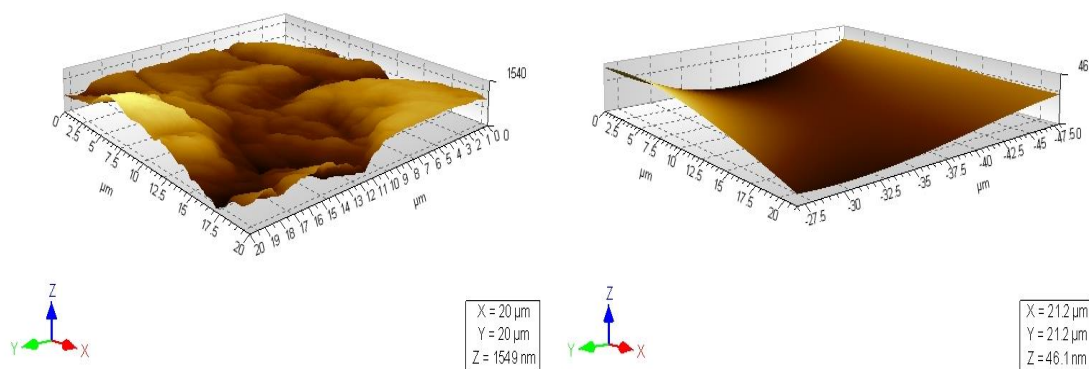 1540
0 0
0 2.5 5 7.5 10 12.5 15 17.5 20
µm
20 19 18 17 16 15 14 13 12 11 10 9 8 7 6 5 4 3 2 1 0
µm
Z
Y
X
X = 20 µm
Y = 20 µm
Z = 1549 nm
46
0 2.5 5 7.5 10 12.5 15 17.5 20
µm
-27.5 -30 -32.5 -35 -37.5 -40 -42.5 -45 -47.5 0
µm
Z
Y
X
X = 21.2 µm
Y = 21.2 µm
Z = 46.1 nm